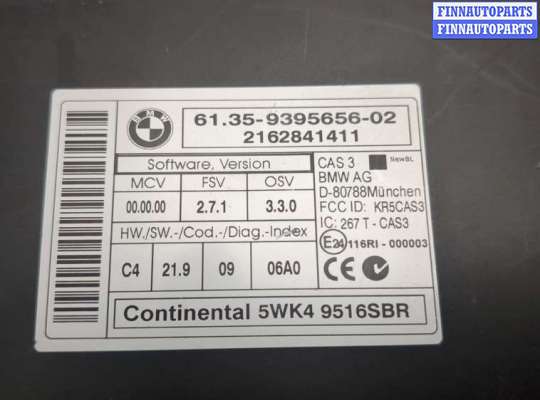 FINNAUTOPARTS
FINNAUTOPARTS
BMW
61.35-9395656-02
2162841411
Software, Version
MCV FSV OSV
00.00.00 2.7.1 3.3.0
HW./SW.-/Cod.-/Diag.-Index
C4 21.9 09 06A0
CAS 3 NewBL
BMW AG
D-80788München
FCC ID: KR5CAS3
IC: 267 T - CAS3
E24 116RI - 000003
CE
Continental 5WK4 9516SBR